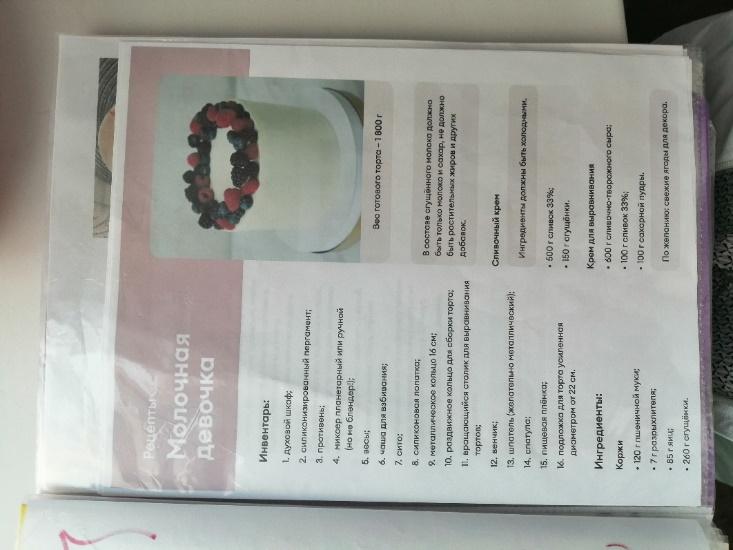 Рецепты
Молочная
девочка
Инвентарь:
1. духовой шкаф;
2. силиконизированный пергамент;
3. противень;
4. миксер планетарный или ручной
(но не блендер!);
5. весы;
6. чаша для взбивания;
7. сито;
8. силиконовая лопатка;
9. металлическое кольцо 16 см;
10. раздвижное кольцо для сборки торта;
11. вращающийся столик для выравнивания
тортов;
12. венчик;
13. шпатель (желательно металлический);
14. спатула;
15. пищевая плёнка;
16. подложка для торта усиленная
диаметром от 22 см.
Ингредиенты:
Коржи
• 120 г пшеничной муки;
• 7 г разрыхлителя;
• 85 г яиц;
• 260 г сгущёнки.
Вес готового торта – 1 800 г
В составе сгущённого молока должно
быть только молоко и сахар, не должно
быть растительных жиров и других
добавок.
Сливочный крем
Ингредиенты должны быть холодными.
• 500 г сливок 33%;
• 150 г сгущёнки.
Крем для выравнивания
• 600 г сливочно-творожного сыра;
• 100 г сливок 33%;
• 100 г сахарной пудры.
По желанию: свежие ягоды для декора.